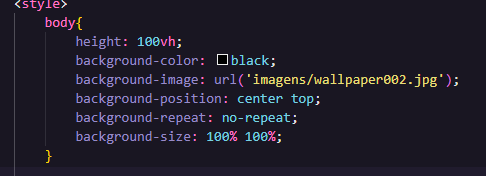 <style>
body{
height: 100vh;
background-color: black;
background-image: url('imagens/wallpaper002.jpg');
background-position: center top;
background-repeat: no-repeat;
background-size: 100% 100%;
}